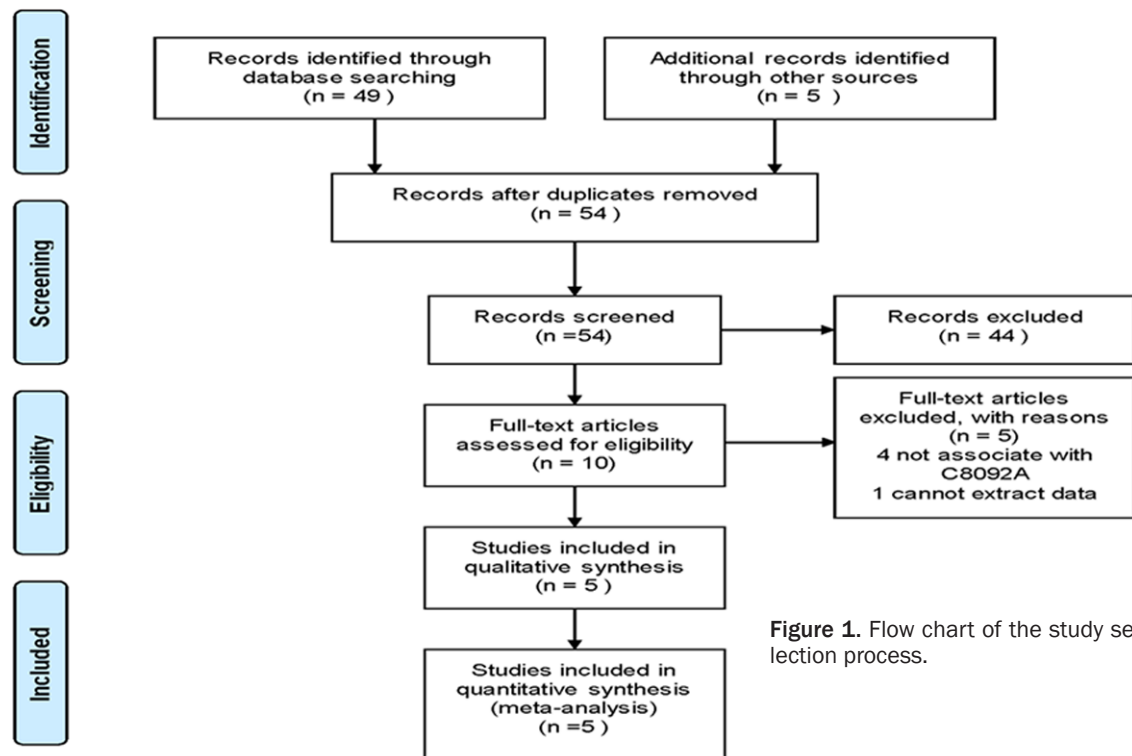 Identification
Records identified through
database searching
(n = 49 )
Additional records identified
through other sources
(n = 5 )
Records after duplicates removed
(n = 54 )
Screening
Records screened
(n =54)
Records excluded
(n = 44 )
Eligibility
Full-text articles
assessed for eligibility
(n = 10)
Full-text articles
excluded, with reasons
(n = 5)
4 not associate with
C8092A
1 cannot extract data
Studies included in
qualitative synthesis
(n = 5 )
Included
Studies included in
quantitative synthesis
(meta-analysis)
(n =5 )
Figure 1. Flow chart of the study se-
lection process.